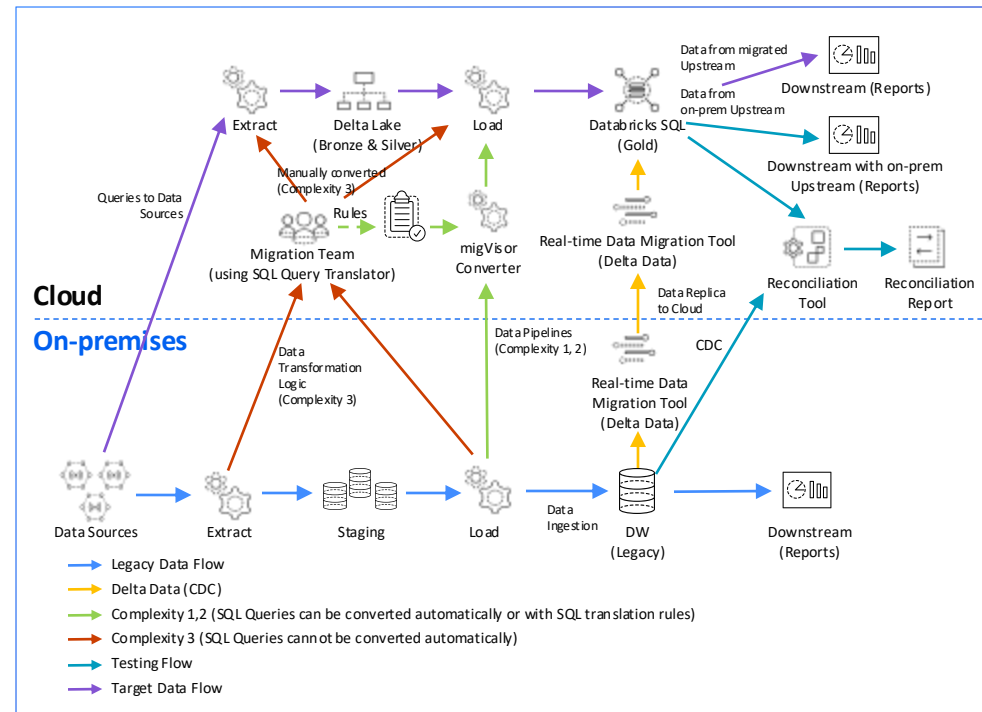 Data from migrated
Upstream
Data from
on-prem Upstream
Downstream (Reports)
Extract
Delta Lake
(Bronze & Silver)
Load
Databricks SQL
(Gold)
Downstream with on-prem
Upstream (Reports)
Manually converted
(Complexity 3)
Queries to Data
Sources
Rules
Migration Team
(using SQL Query Translator)
migVisor
Converter
Real-time Data Migration Tool
(Delta Data)
Reconciliation
Tool
Reconciliation
Report
Cloud
Data Replica
to Cloud
On-premises
Data Pipelines
(Complexity 1, 2)
CDC
Data
Transformation
Logic
(Complexity 3)
Real-time Data
Migration Tool
(Delta Data)
Data Sources
Extract
Staging
Load
Data
Ingestion
DW
(Legacy)
Downstream
(Reports)
Legacy Data Flow
Delta Data (CDC)
Complexity 1,2 (SQL Queries can be converted automatically or with SQL translation rules)
Complexity 3 (SQL Queries cannot be converted automatically)
Testing Flow
Target Data Flow